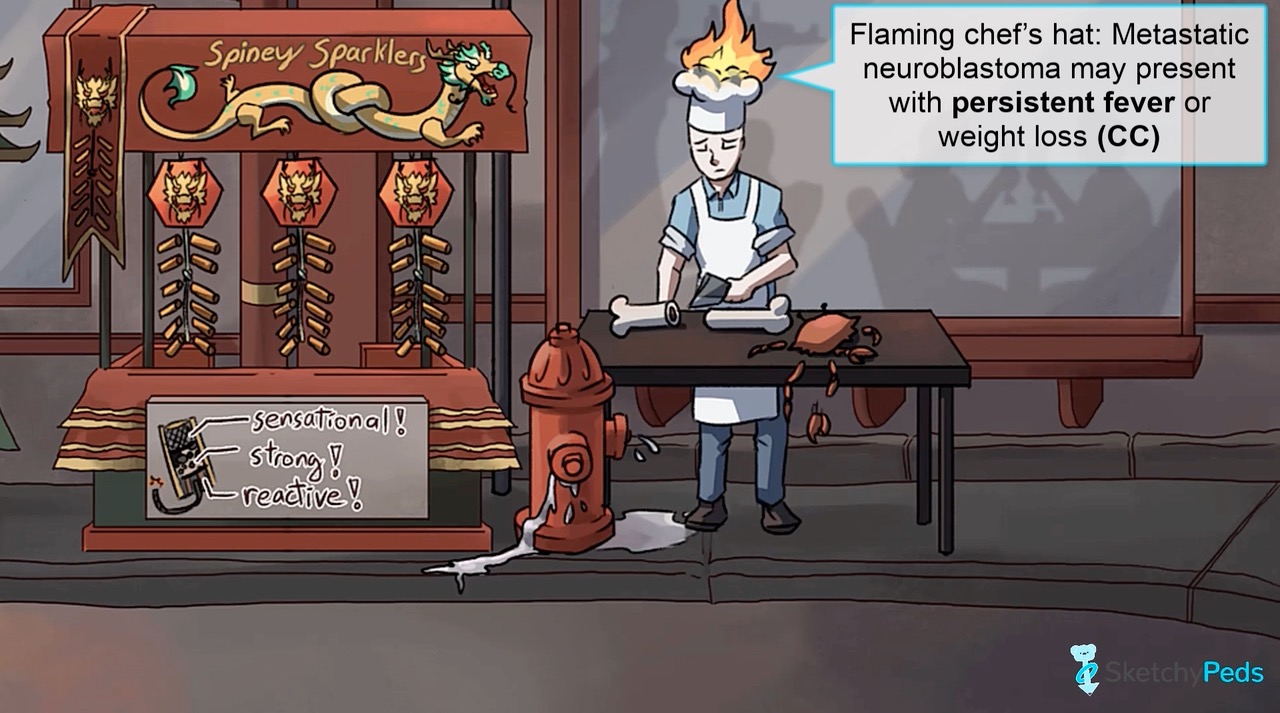 Spiney Sparklers
Flaming chef's hat: Metastatic
neuroblastoma may present
with persistent fever or
weight loss (CC)
sensational!
strong!
reactive!
SketchyPeds